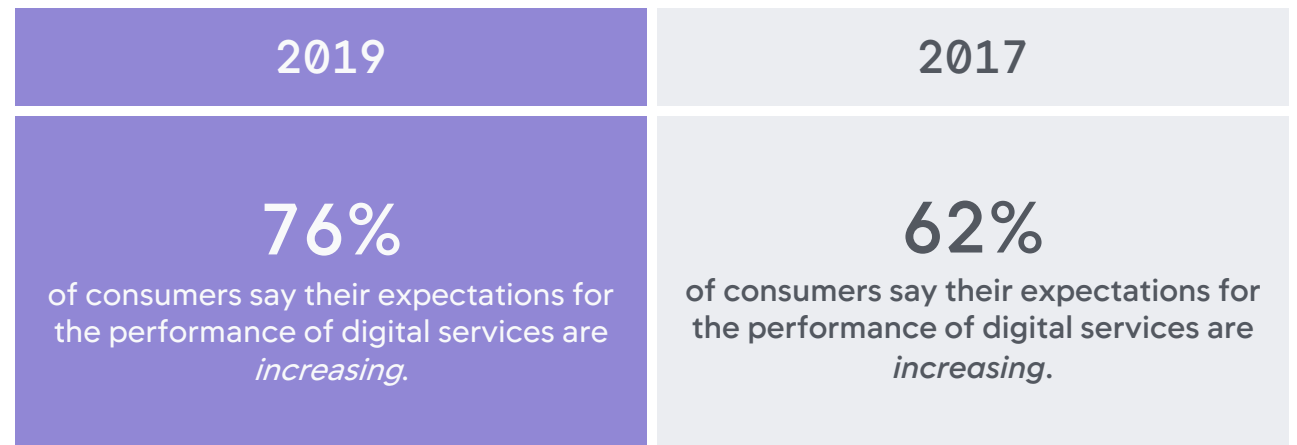 2019
76%
of consumers say their expectations for
the performance of digital services are
increasing.
2017
62%
of consumers say their expectations for
the performance of digital services are
increasing.